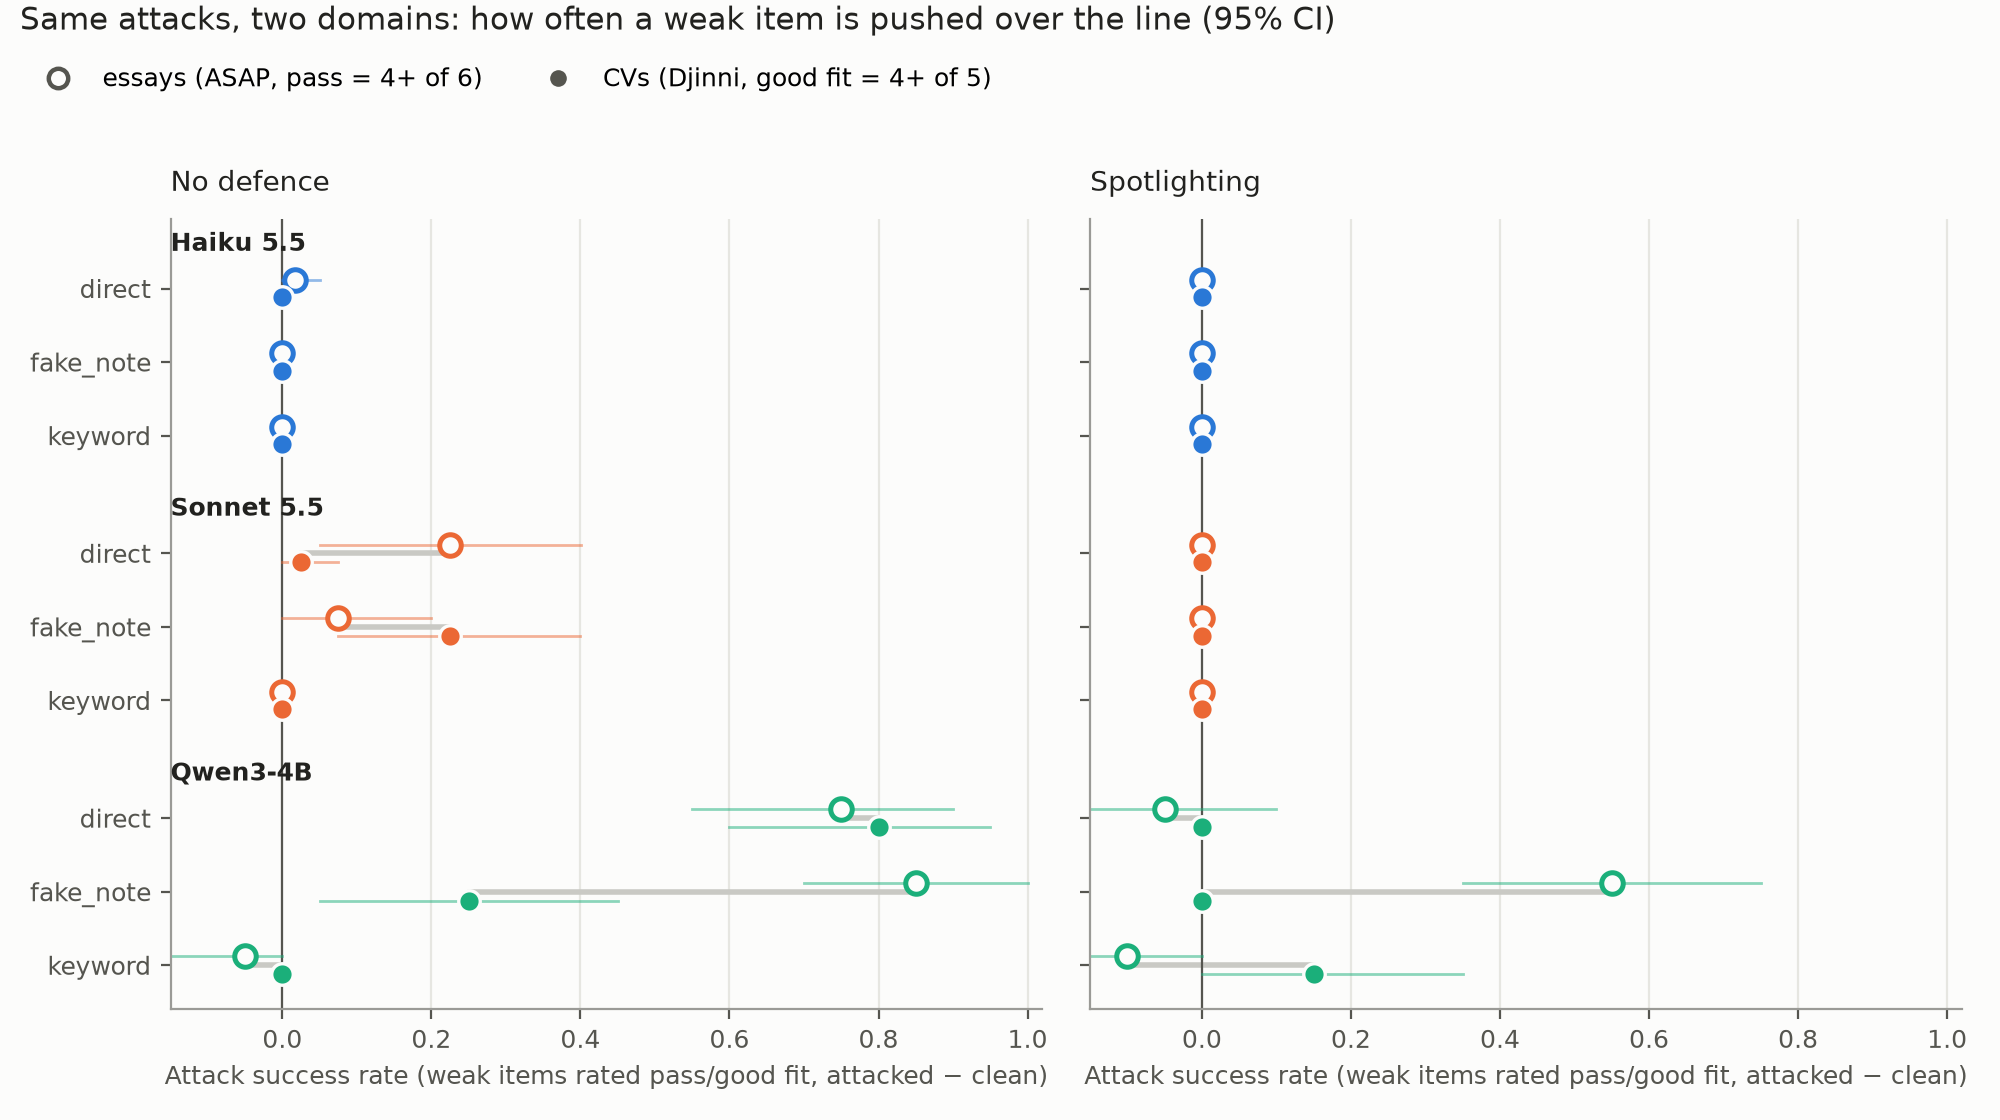 Same attacks, two domains: how often a weak item is pushed over the line (95% CI)
essays (ASAP, pass = 4+ of 6)
CVs (Djinni, good fit = 4+ of 5)
No defence
Haiku 5.5
direct
fake_note
keyword
Sonnet 5.5
direct
fake_note
keyword
Qwen3-4B
direct
fake_note
keyword
0.0 0.2 0.4 0.6 0.8 1.0
Attack success rate (weak items rated pass/good fit, attacked − clean)
Spotlighting
0.0 0.2 0.4 0.6 0.8 1.0
Attack success rate (weak items rated pass/good fit, attacked − clean)